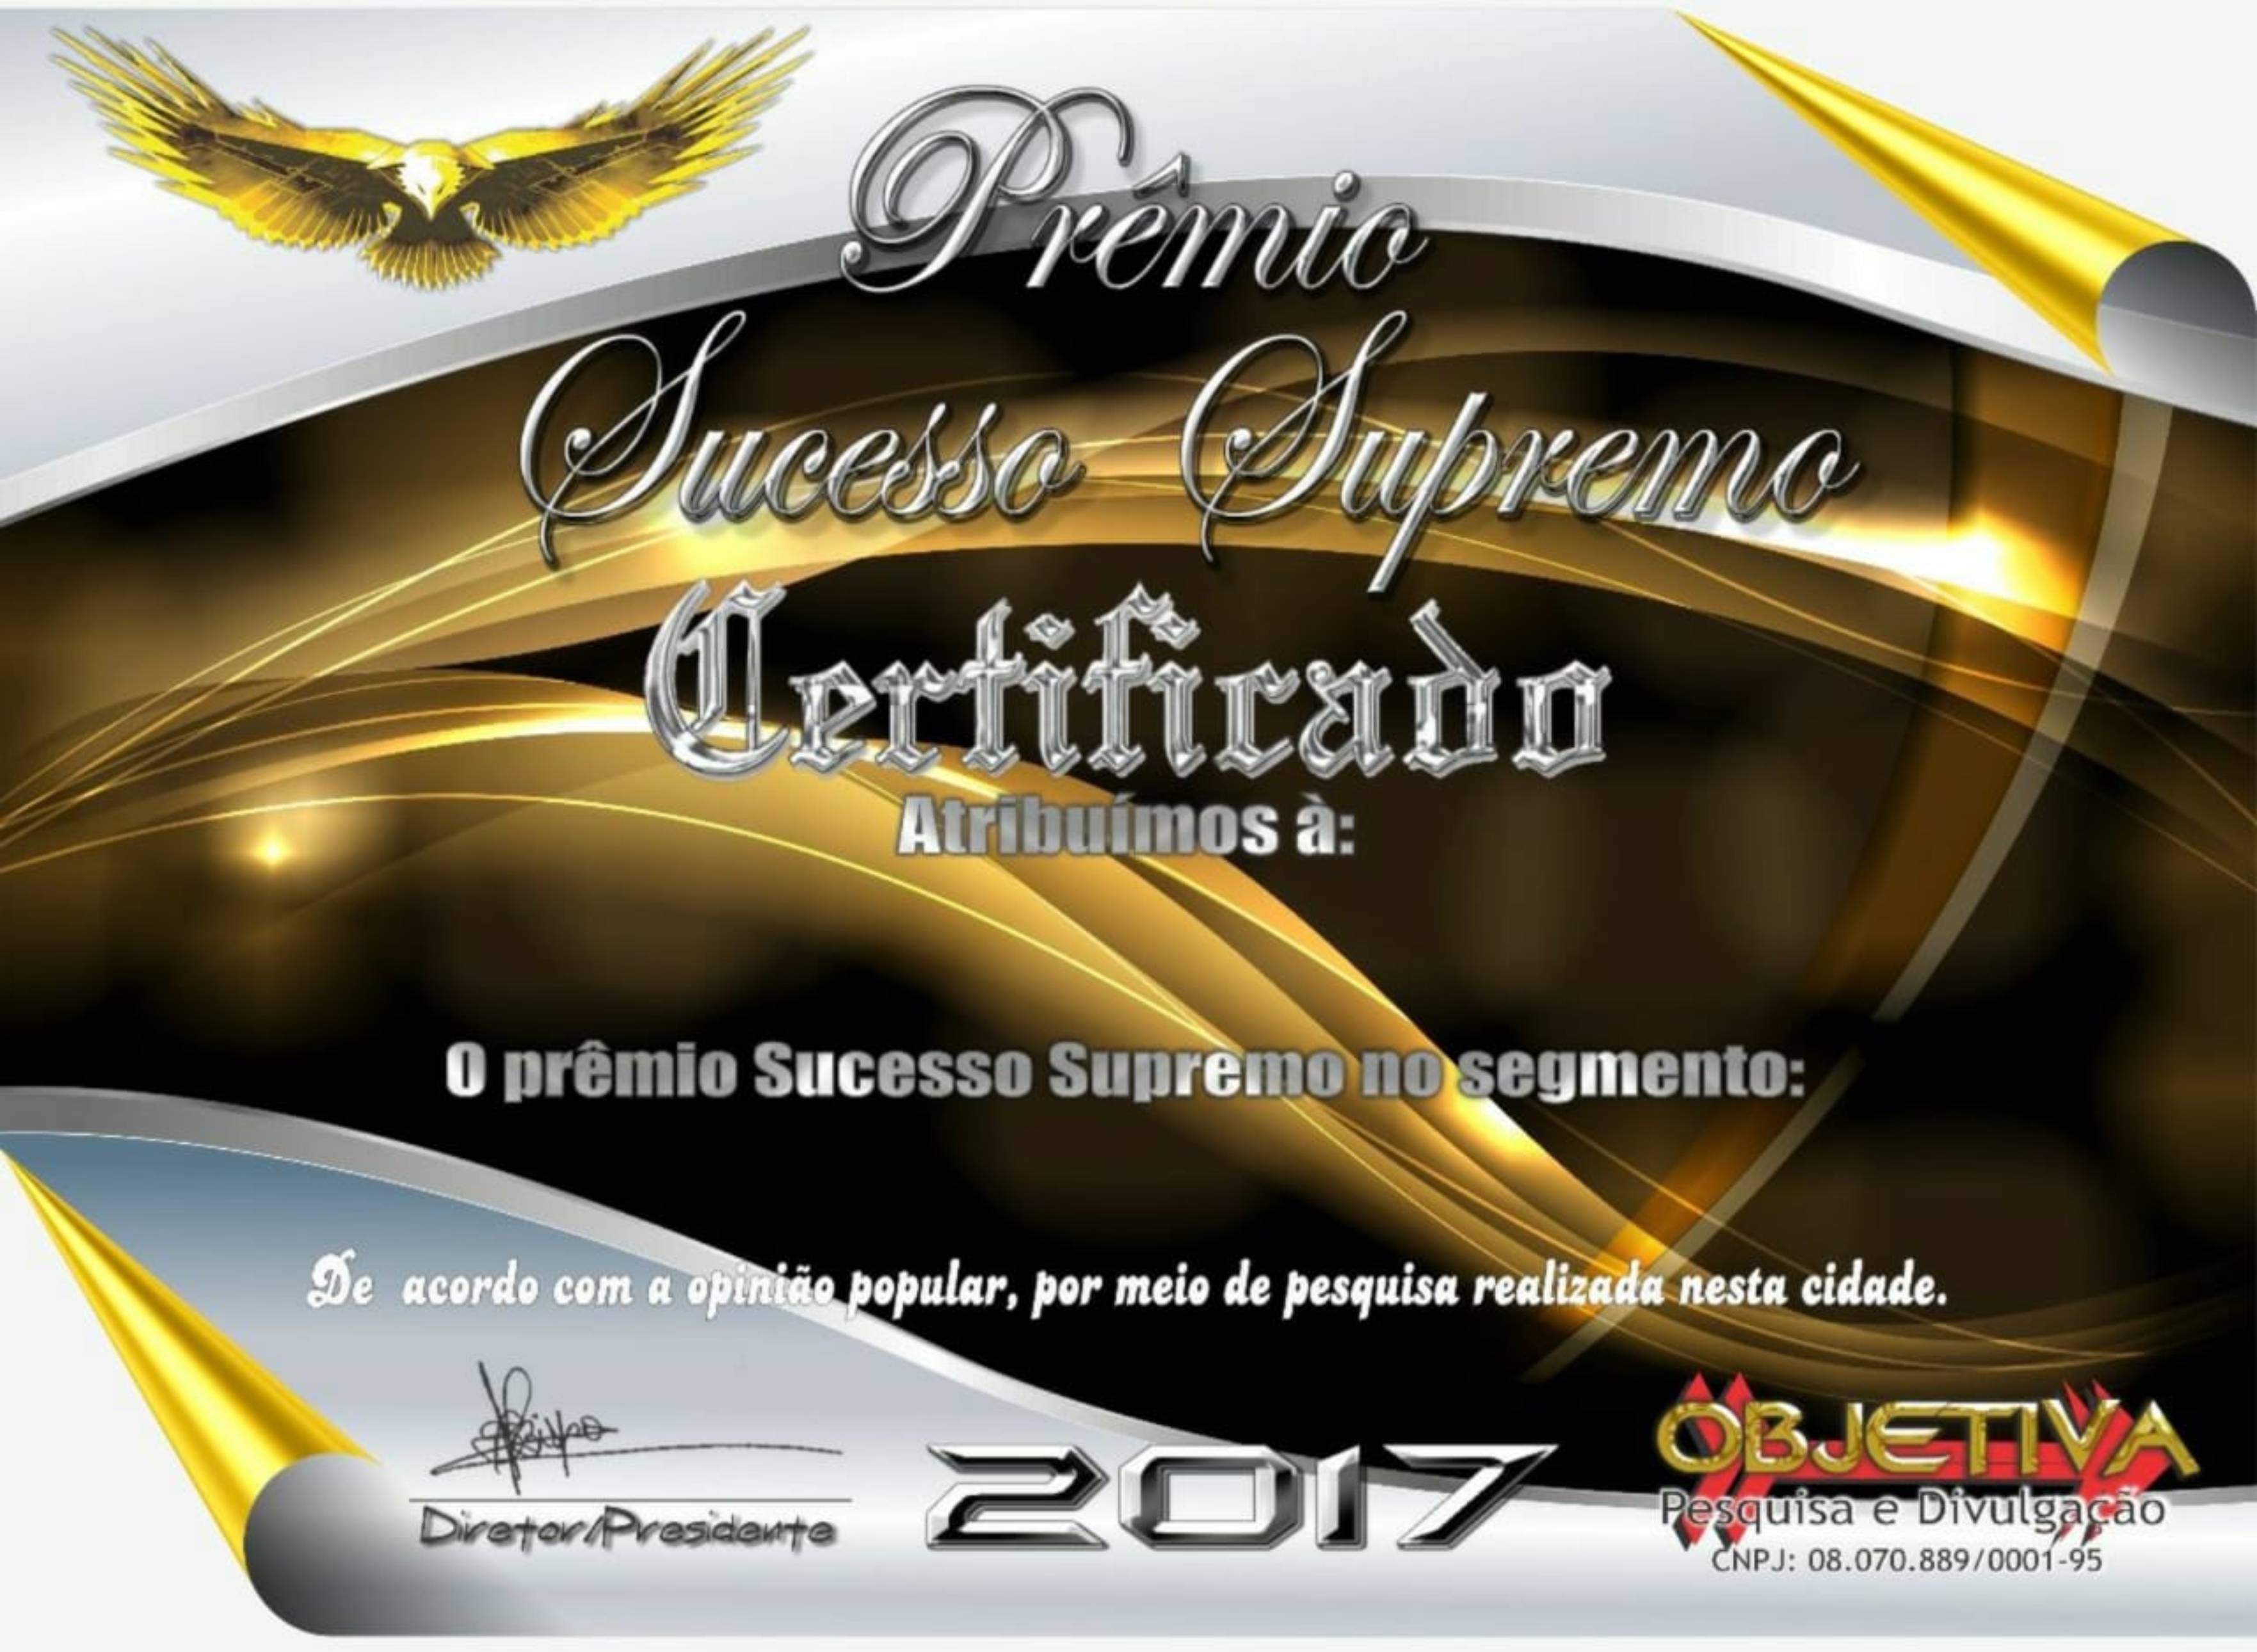 Prêmio
Sucesso Supremo
Certificado
Atribuímos à:
O prêmio Sucesso Supremo no segmento:
De acordo com a opinião popular, por meio de pesquisa realizada nesta cidade.
Diretor/Presidente
2017
OBJETIVA
Pesquisa e Divulgação
CNPJ: 08.070.889/0001-95